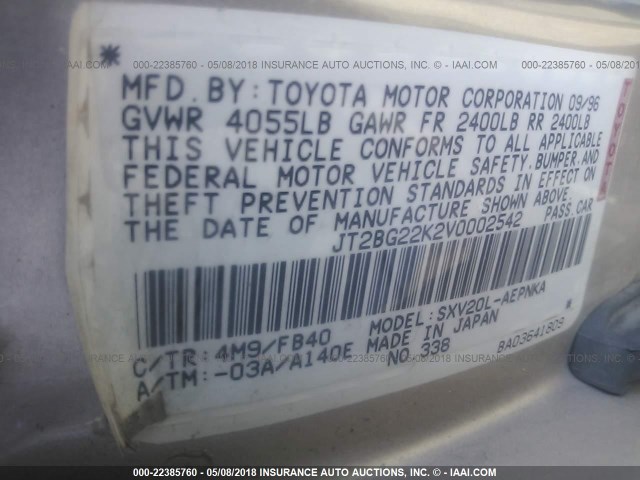 000-22385760 - 05/08/2018 INSURANCE AUTO AUCTIONS, INC. - IAAI.COM
*
MFD. BY: TOYOTA MOTOR CORPORATION 09/96
GVWR 4055LB GAWR FR 2400LB RR 2400LB
THIS VEHICLE CONFORMS TO ALL APPLICABLE
FEDERAL MOTOR VEHICLE SAFETY, BUMPER, AND
THEFT PREVENTION STANDARDS IN EFFECT ON
THE DATE OF MANUFACTURE SHOWN ABOVE.
JT2BG22K2V0002542 PASS.CAR
*
C/TR: 4M9/FB40 MODEL: SXV20L-AEPNKA
A/TM: -03A/A140E MADE IN JAPAN
NO. 338 BA03641809
TOYOTA
000-22385760 - 05/08/2018 INSURANCE AUTO AUCTIONS, INC. - IAAI.COM